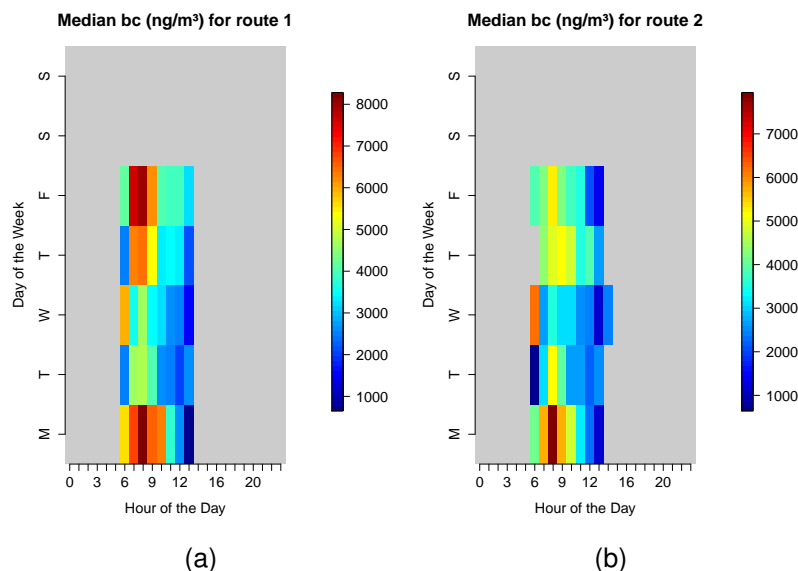 Median bc (ng/m³) for route 1
Day of the Week
S
S
F
T
W
T
M
0 3 6 9 12 16 20
Hour of the Day
8000
7000
6000
5000
4000
3000
2000
1000
(a)
Median bc (ng/m³) for route 2
Day of the Week
S
S
F
T
W
T
M
0 3 6 9 12 16 20
Hour of the Day
7000
6000
5000
4000
3000
2000
1000
(b)